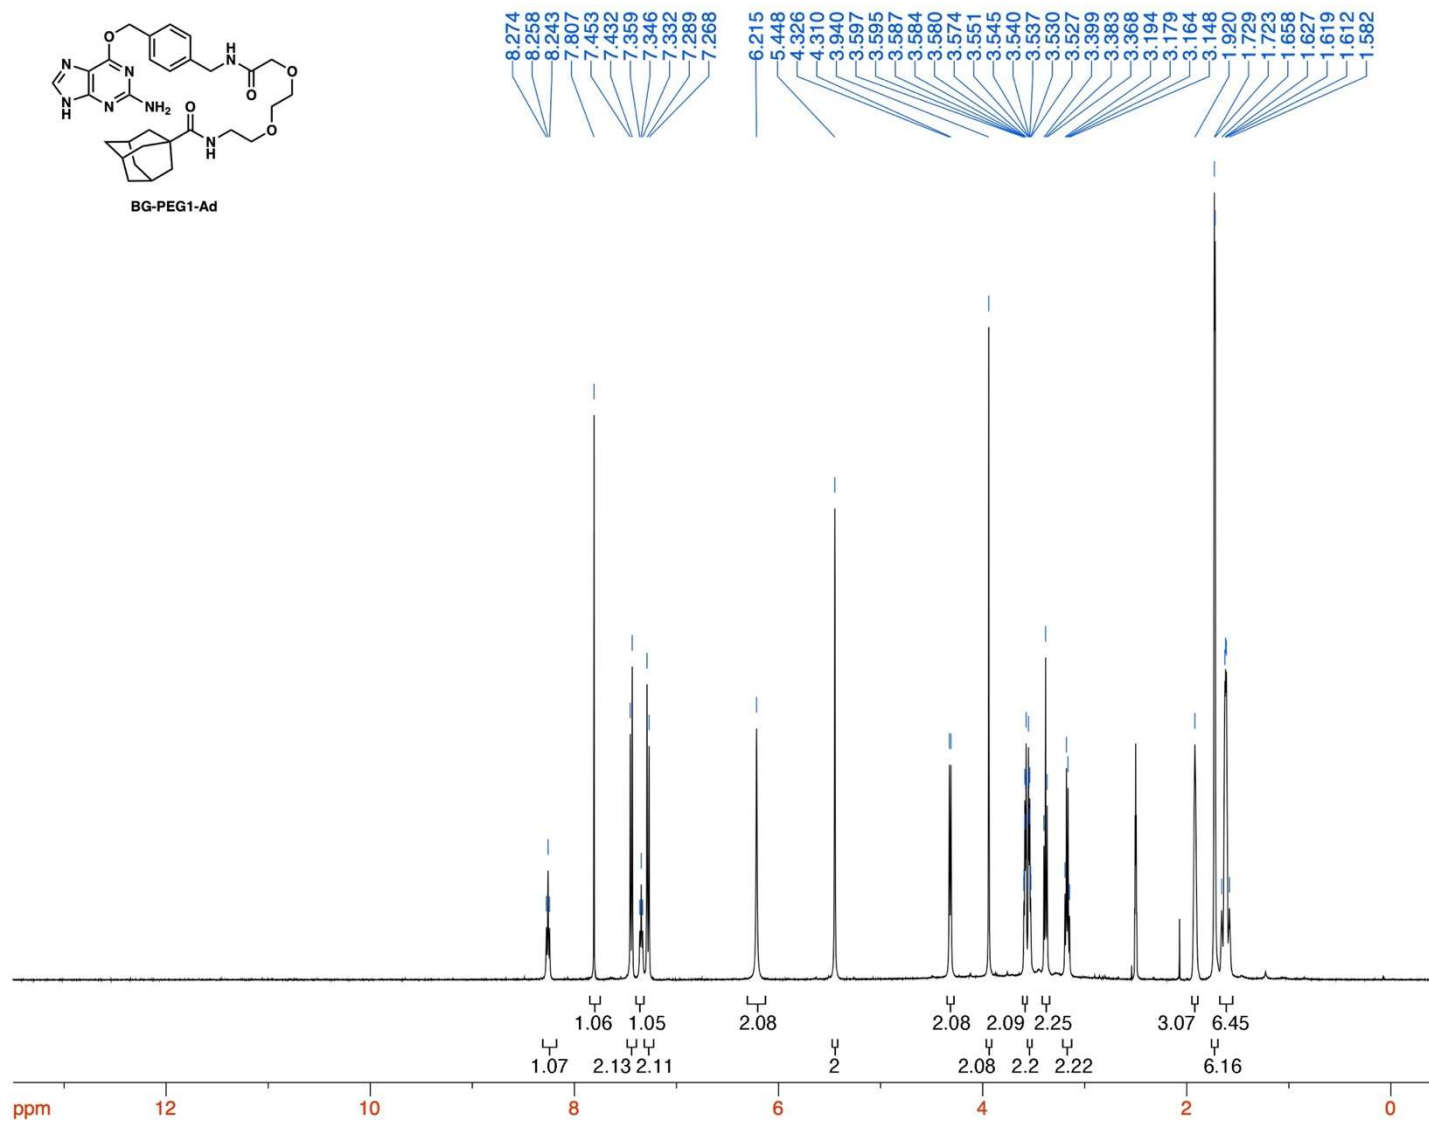 8.274
8.258
8.243
7.807
7.453
7.432
7.359
7.346
7.332
7.289
7.268
6.215
5.448
4.326
4.310
3.940
3.597
3.595
3.587
3.584
3.580
3.574
3.551
3.545
3.540
3.537
3.530
3.527
3.399
3.383
3.368
3.194
3.179
3.164
3.148
1.920
1.729
1.723
1.658
1.627
1.619
1.612
1.582
O
H
N
O
O
N
N
N
H
N
NH2
O
O
N
H
BG-PEG1-Ad
1.06 1.05 2.08 2.08 2.09 2.25 3.07 6.45
1.07 2.13 2.11 2 2.08 2.2 2.22 6.16
ppm 12 10 8 6 4 2 0